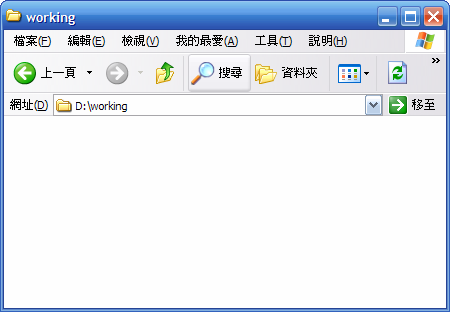 working
檔案(F) 編輯(E) 檢視(V) 我的最愛(A) 工具(T) 說明(H)
上一頁 搜尋 資料夾 »
網址(D) D:\working 移至